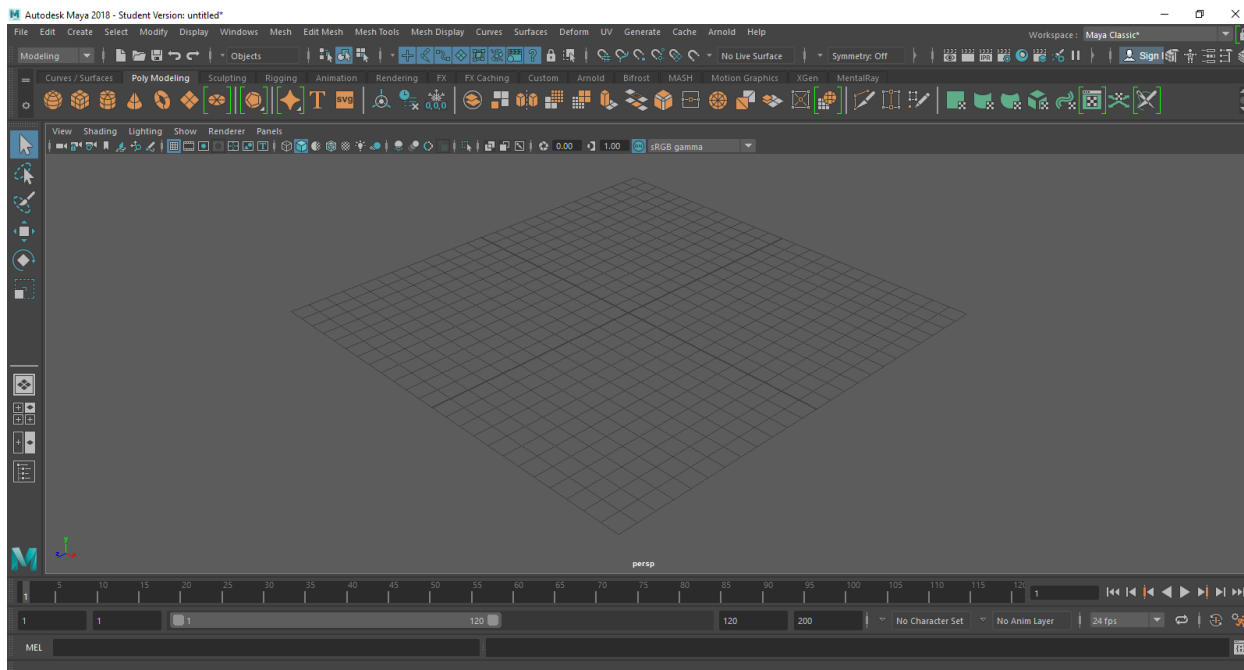 Autodesk Maya 2018 - Student Version: untitled*
File Edit Create Select Modify Display Windows Mesh Edit Mesh Mesh Tools Mesh Display Curves Surfaces Deform UV Generate Cache Arnold Help Workspace : Maya Classic*
Modeling Objects No Live Surface Symmetry: Off Sign I
Curves / Surfaces Poly Modeling Sculpting Rigging Animation Rendering FX FX Caching Custom Arnold Bifrost MASH Motion Graphics XGen MentalRay
T SVG 0,0,0
View Shading Lighting Show Renderer Panels
0.00 1.00 sRGB gamma
persp
5 10 15 20 25 30 35 40 45 50 55 60 65 70 75 80 85 90 95 100 105 110 115 120
1 1
1 1 1 120 120 200 No Character Set No Anim Layer 24 fps
MEL